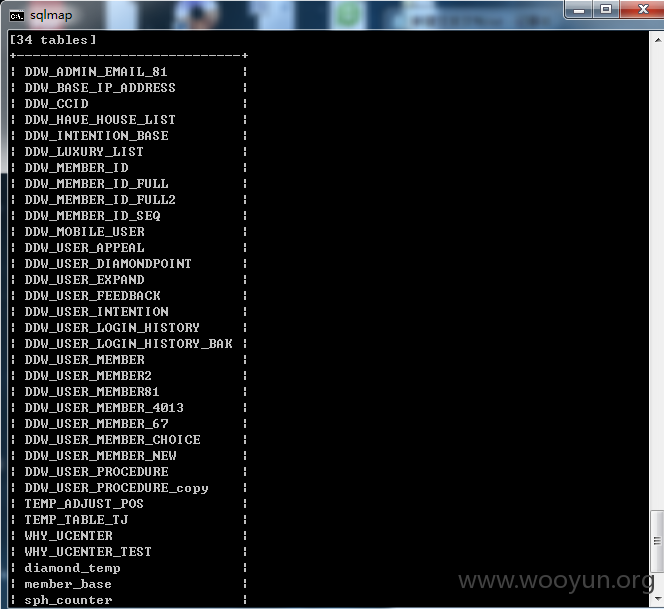 sqlmap
[34 tables]
+----------------------------+
¦ DDW_ADMIN_EMAIL_81 ¦
¦ DDW_BASE_IP_ADDRESS ¦
¦ DDW_CCID ¦
¦ DDW_HAVE_HOUSE_LIST ¦
¦ DDW_INTENTION_BASE ¦
¦ DDW_LUXURY_LIST ¦
¦ DDW_MEMBER_ID ¦
¦ DDW_MEMBER_ID_FULL ¦
¦ DDW_MEMBER_ID_FULL2 ¦
¦ DDW_MEMBER_ID_SEQ ¦
¦ DDW_MOBILE_USER ¦
¦ DDW_USER_APPEAL ¦
¦ DDW_USER_DIAMONDPOINT ¦
¦ DDW_USER_EXPAND ¦
¦ DDW_USER_FEEDBACK ¦
¦ DDW_USER_INTENTION ¦
¦ DDW_USER_LOGIN_HISTORY ¦
¦ DDW_USER_LOGIN_HISTORY_BAK ¦
¦ DDW_USER_MEMBER ¦
¦ DDW_USER_MEMBER2 ¦
¦ DDW_USER_MEMBER81 ¦
¦ DDW_USER_MEMBER_4013 ¦
¦ DDW_USER_MEMBER_67 ¦
¦ DDW_USER_MEMBER_CHOICE ¦
¦ DDW_USER_MEMBER_NEW ¦
¦ DDW_USER_PROCEDURE ¦
¦ DDW_USER_PROCEDURE_copy ¦
¦ TEMP_ADJUST_POS ¦
¦ TEMP_TABLE_TJ ¦
¦ WHY_UCENTER ¦
¦ WHY_UCENTER_TEST ¦
¦ diamond_temp ¦
¦ member_base ¦
¦ sph_counter ¦
www.wooyun.org